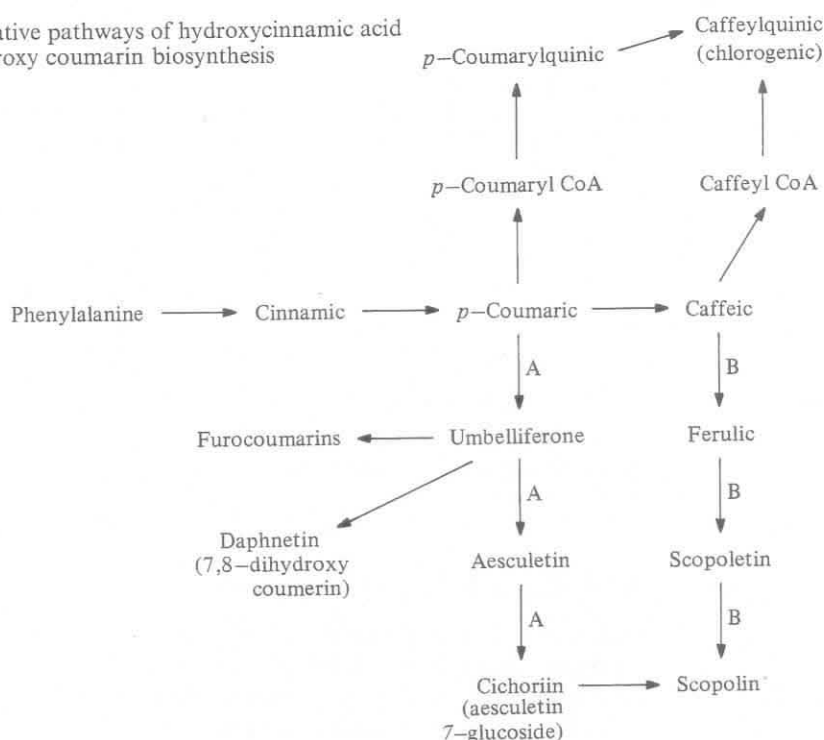 ative pathways of hydroxycinnamic acid
roxy coumarin biosynthesis
p–Coumarylquinic
Caffeylquinic
(chlorogenic)
p–Coumaryl CoA
Caffeyl CoA
Phenylalanine
Cinnamic
p–Coumaric
Caffeic
A
B
Furocoumarins
Umbelliferone
Ferulic
A
B
Daphnetin
(7,8–dihydroxy
coumerin)
Aesculetin
Scopoletin
A
B
Cichoriin
(aesculetin
7–glucoside)
Scopolin